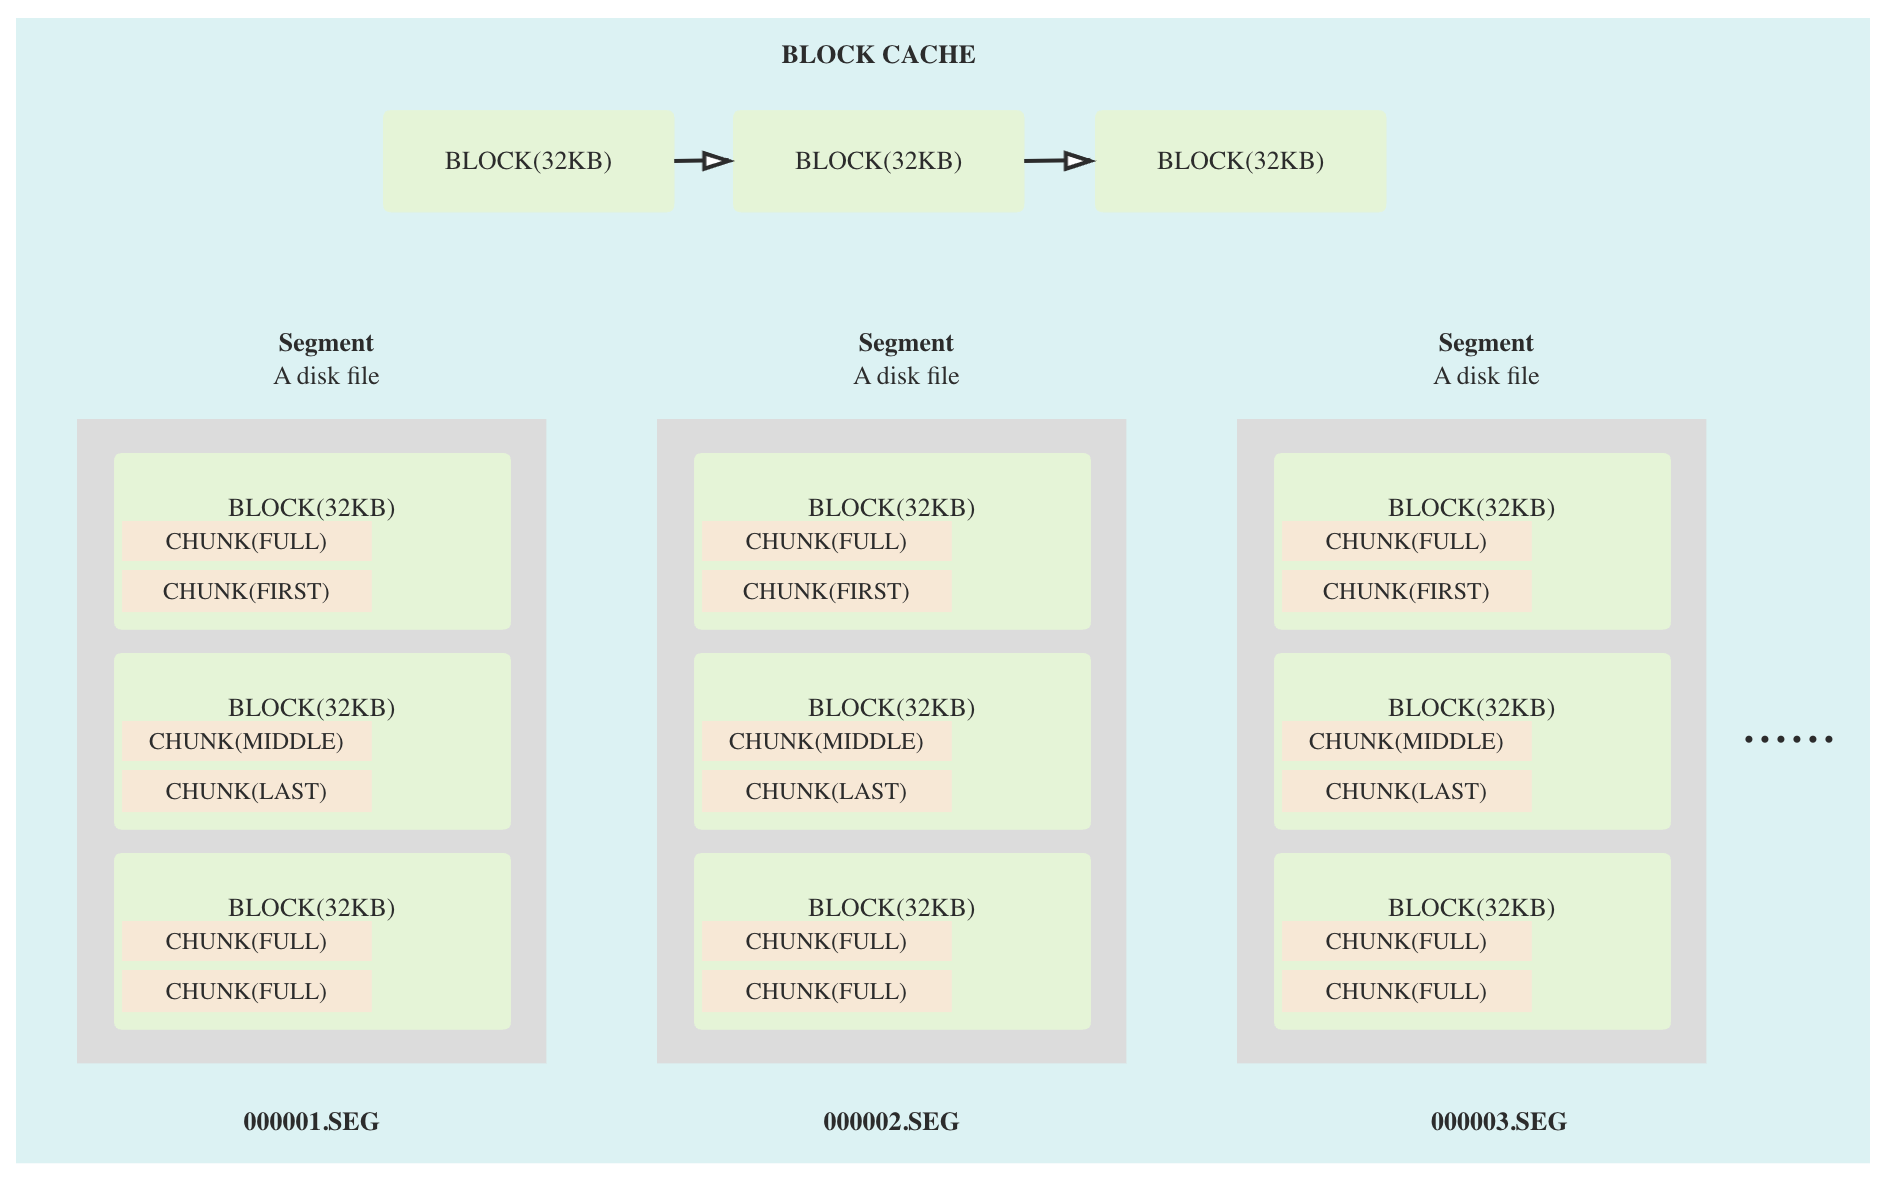 BLOCK CACHE
BLOCK(32KB) BLOCK(32KB) BLOCK(32KB)
Segment Segment Segment
A disk file A disk file A disk file
BLOCK(32KB) BLOCK(32KB) BLOCK(32KB)
CHUNK(FULL) CHUNK(FULL) CHUNK(FULL)
CHUNK(FIRST) CHUNK(FIRST) CHUNK(FIRST)
BLOCK(32KB) BLOCK(32KB) BLOCK(32KB)
CHUNK(MIDDLE) CHUNK(MIDDLE) CHUNK(MIDDLE)
......
CHUNK(LAST) CHUNK(LAST) CHUNK(LAST)
BLOCK(32KB) BLOCK(32KB) BLOCK(32KB)
CHUNK(FULL) CHUNK(FULL) CHUNK(FULL)
CHUNK(FULL) CHUNK(FULL) CHUNK(FULL)
000001.SEG 000002.SEG 000003.SEG